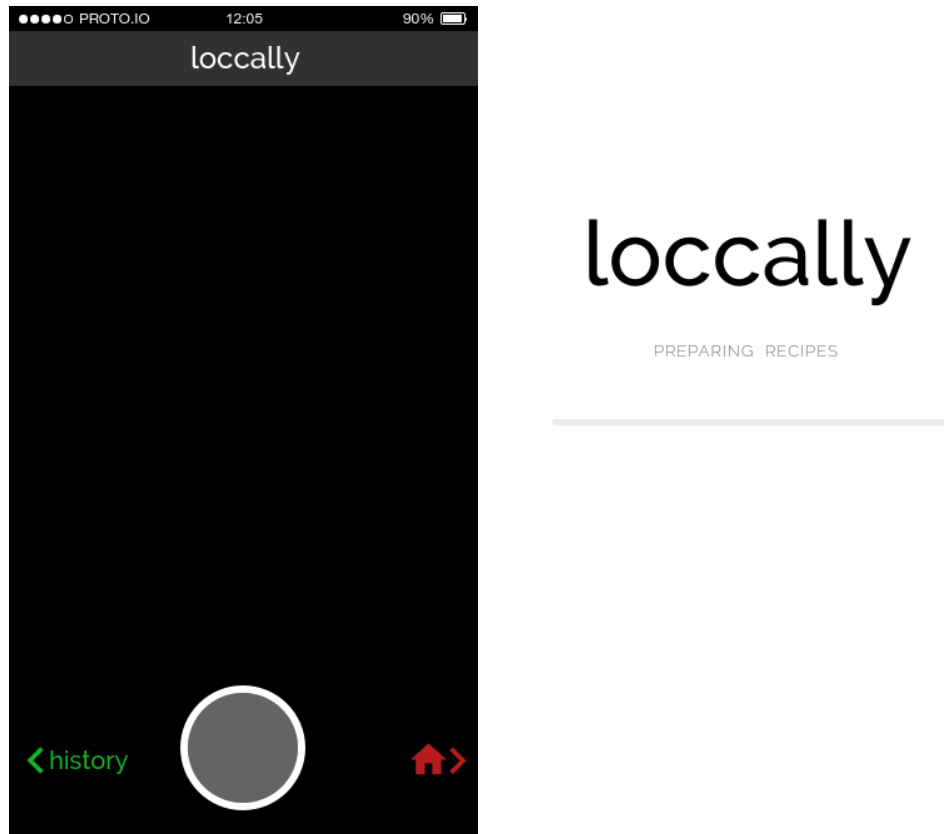 PROTO.IO 12:05 90%
loccally
history
loccally
PREPARING RECIPES